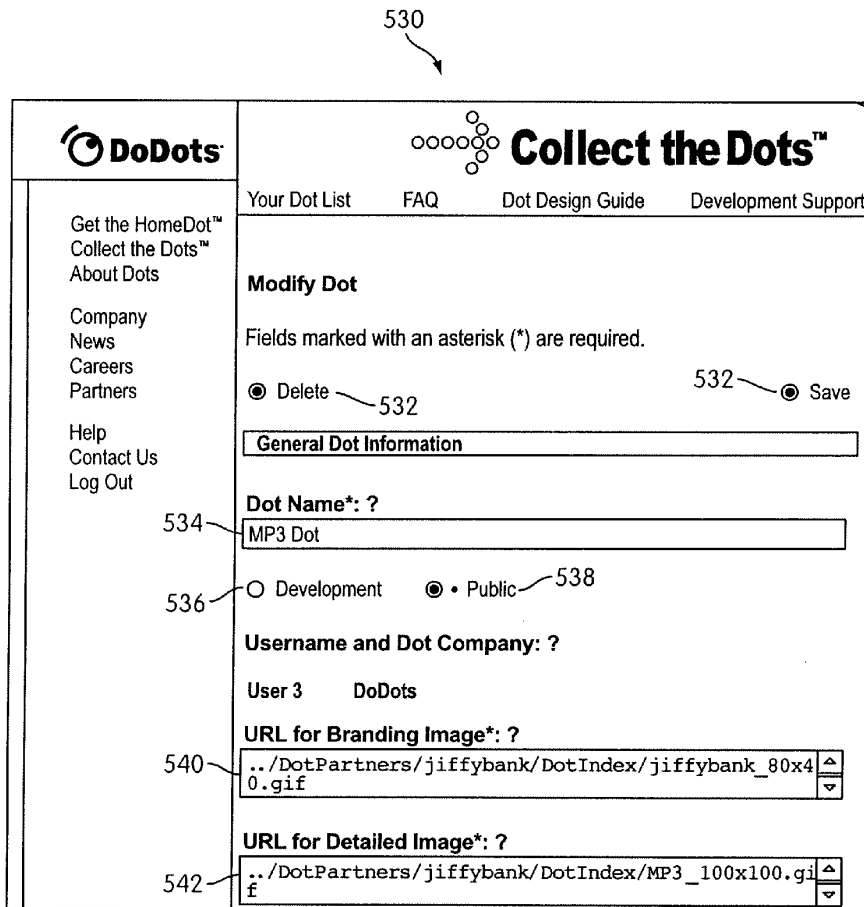 530
DoDots
Collect the Dots™
Your Dot List FAQ Dot Design Guide Development Support
Get the HomeDot™
Collect the Dots™
About Dots
Company
News
Careers
Partners
Help
Contact Us
Log Out
Modify Dot
Fields marked with an asterisk (*) are required.
Delete 532 532 Save
General Dot Information
Dot Name*: ?
534 MP3 Dot
536 Development • Public 538
Username and Dot Company: ?
User 3 DoDots
URL for Branding Image*: ?
540 ../DotPartners/jiffybank/DotIndex/jiffybank_80x4
0.gif
URL for Detailed Image*: ?
542 ../DotPartners/jiffybank/DotIndex/MP3_100x100.gi
f